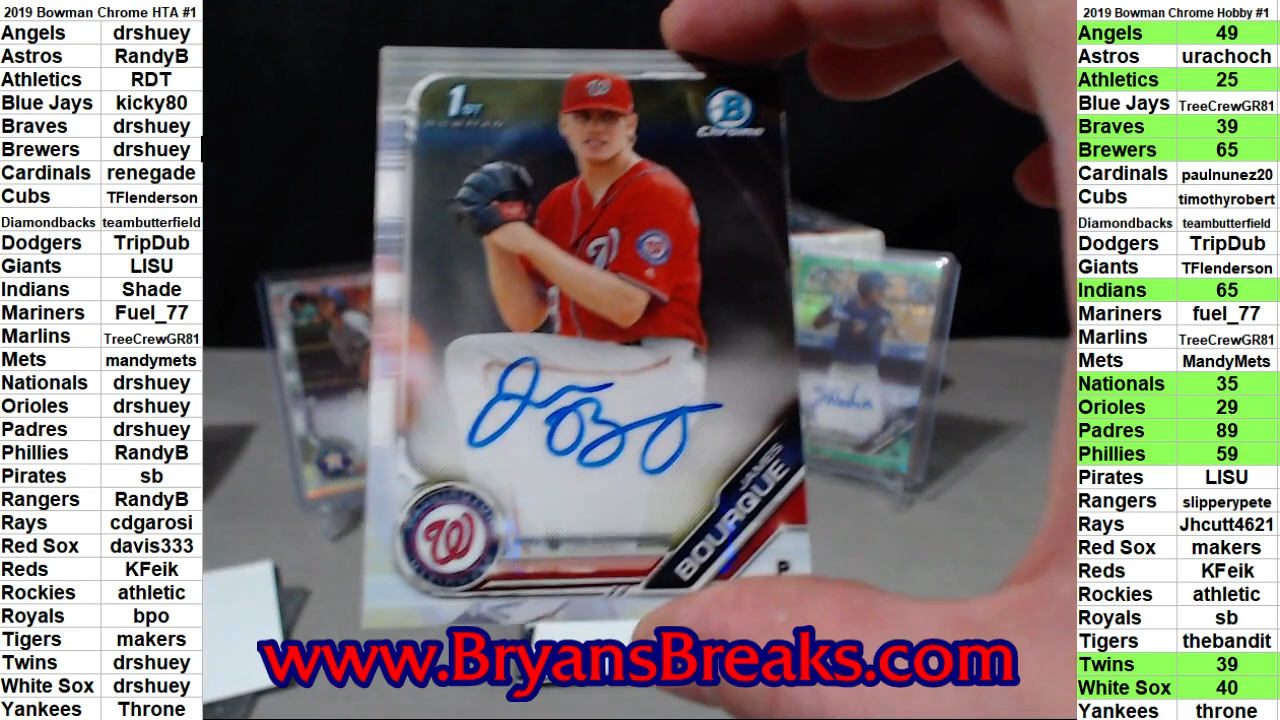 2019 Bowman Chrome HTA #1
Angels drshuey
Astros RandyB
Athletics RDT
Blue Jays kicky80
Braves drshuey
Brewers drshuey
Cardinals renegade
Cubs TFlenderson
Diamondbacks teambutterfield
Dodgers TripDub
Giants LISU
Indians Shade
Mariners Fuel_77
Marlins TreeCrewGR81
Mets mandymets
Nationals drshuey
Orioles drshuey
Padres drshuey
Phillies RandyB
Pirates sb
Rangers RandyB
Rays cdgarosi
Red Sox davis333
Reds KFeik
Rockies athletic
Royals bpo
Tigers makers
Twins drshuey
White Sox drshuey
Yankees Throne
1ST
BOWMAN
B
Chrome
W
JAMES
BOURQUE
P
www.BryansBreaks.com
2019 Bowman Chrome Hobby #1
Angels 49
Astros urachoch
Athletics 25
Blue Jays TreeCrewGR81
Braves 39
Brewers 65
Cardinals paulnunez20
Cubs timothyrobert
Diamondbacks teambutterfield
Dodgers TripDub
Giants TFlenderson
Indians 65
Mariners fuel_77
Marlins TreeCrewGR81
Mets MandyMets
Nationals 35
Orioles 29
Padres 89
Phillies 59
Pirates LISU
Rangers slipperypete
Rays Jhcutt4621
Red Sox makers
Reds KFeik
Rockies athletic
Royals sb
Tigers thebandit
Twins 39
White Sox 40
Yankees throne